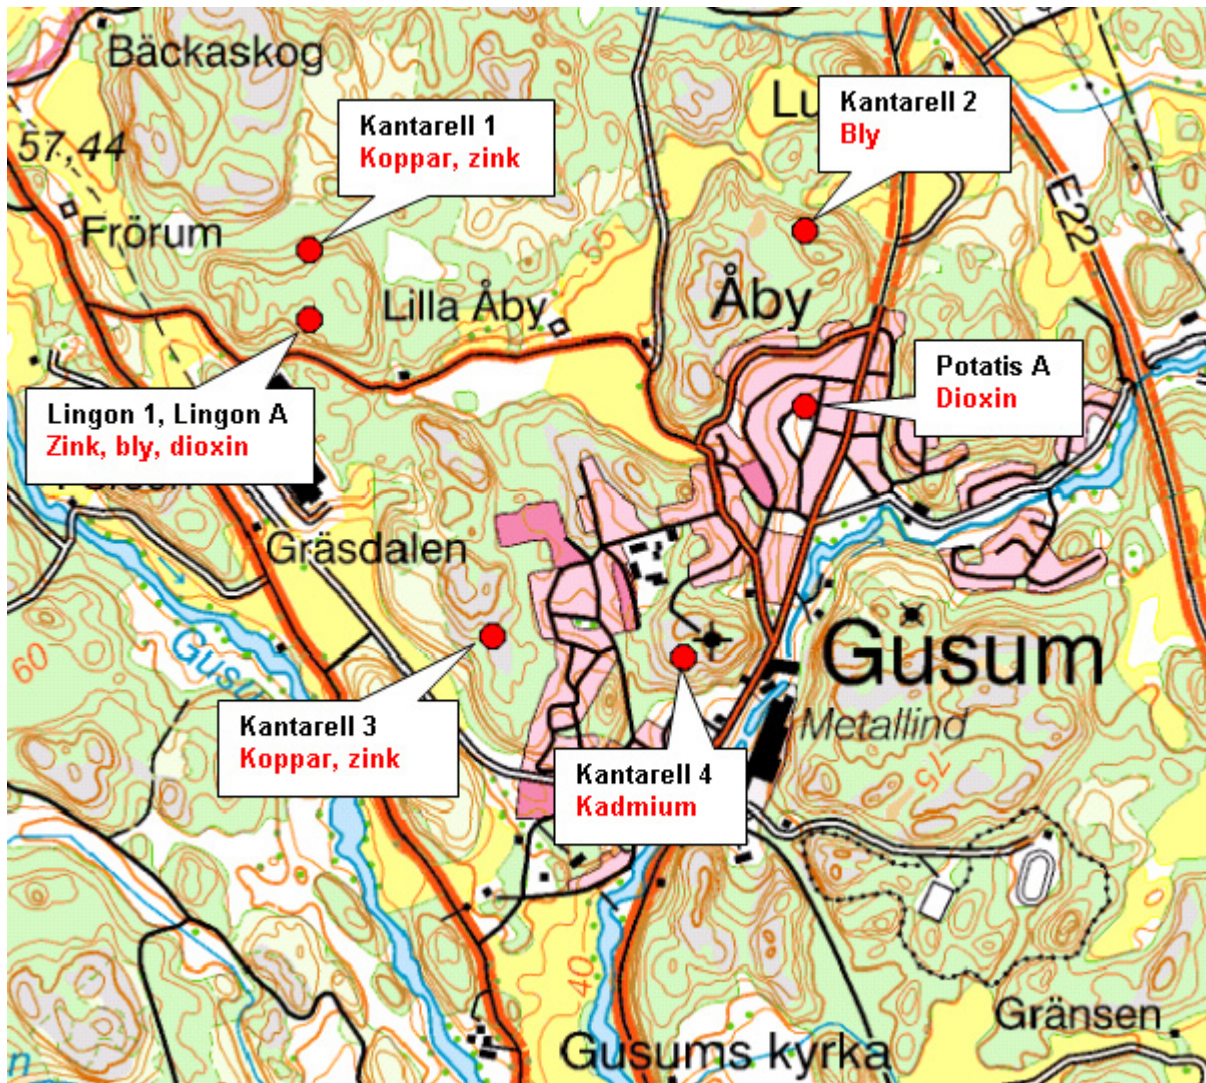 Bäckaskog
Kantarell 1
Koppar, zink
Kantarell 2
Bly
57,44
Frörum
E22
55
Lilla Åby
Åby
Potatis A
Dioxin
Lingon 1, Lingon A
Zink, bly, dioxin
Gräsdalen
60
Gusum
Kantarell 3
Koppar, zink
Metallind
75
Kantarell 4
Kadmium
40
Gränsen
Gusums kyrka